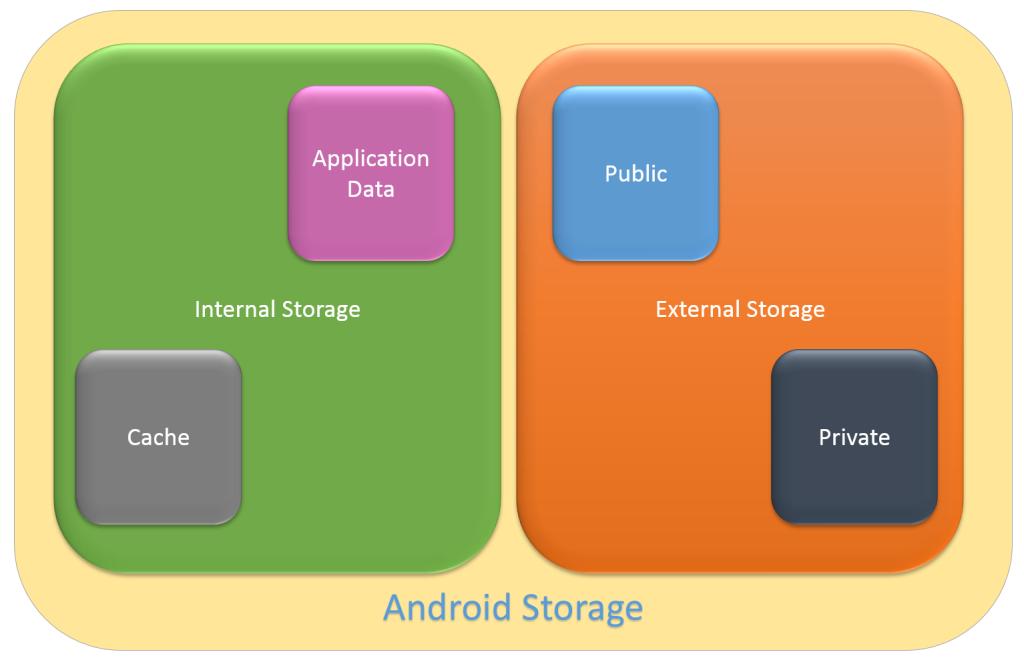 Application
Data
Public
Internal Storage
External Storage
Cache
Private
Android Storage